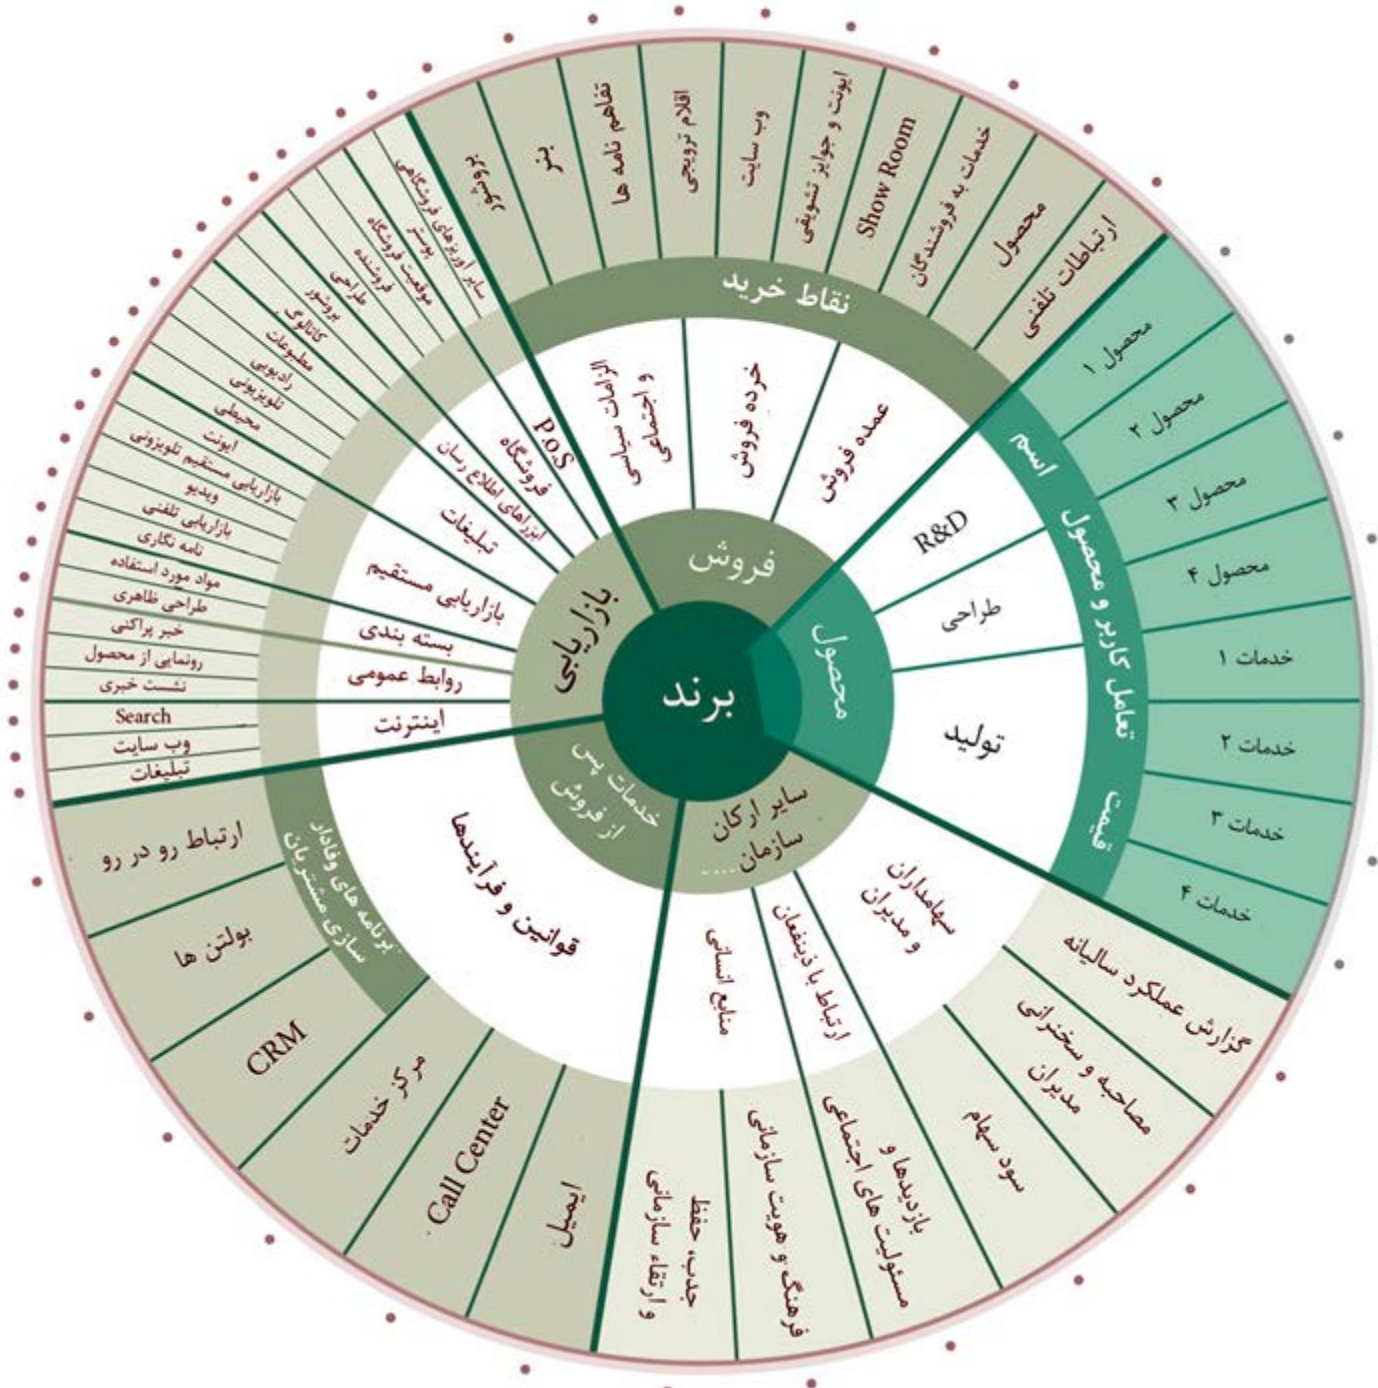 برند
فروش
محصول
سایر ارکان
سازمان.....
خدمات پس
از فروش
بازاریابی
الزامات سیاسی
و اجتماعی
خرده فروش
عمده فروش
R&D
طراحی
تولید
سهامداران
و مدیران
ارتباط با ذینفعان
منابع انسانی
قوانین و فرآیندها
اینترنت
روابط عمومی
بسته بندی
بازاریابی مستقیم
تبلیغات
ابزراهای اطلاع رسان
فروشگاه
P.o.S
نقاط خرید
اسم
تعامل کاربر و محصول
قیمت
برنامه های وفادار
سازی مشتریان
بروشور
بنر
تفاهم نامه ها
اقلام ترویجی
وب سایت
ایونت و جوایز تشویقی
Show Room
خدمات به فروشندگان
محصول
ارتباطات تلفنی
محصول ۱
محصول ۲
محصول ۳
محصول ۴
خدمات ۱
خدمات ۲
خدمات ۳
خدمات ۴
گزارش عملکرد سالیانه
مصاحبه و سخنرانی
مدیران
سود سهام
بازدیدها و
مسئولیت های اجتماعی
فرهنگ و هویت سازمانی
جذب، حفظ
و ارتقاء سازمانی
ایمیل
Call Center
مرکز خدمات
CRM
بولتن ها
ارتباط رو در رو
تبلیغات
وب سایت
Search
نشست خبری
رونمایی از محصول
خبر پراکنی
طراحی ظاهری
مواد مورد استفاده
نامه نگاری
بازاریابی تلفنی
ویدیو
بازاریابی مستقیم تلویزونی
ایونت
محیطی
تلویزیونی
رادیویی
مطبوعات
کاتالوگ
بروشور
طراحی
فروشنده
موقعیت فروشگاه
پوستر
سایر آوریزهای فروشگاهی